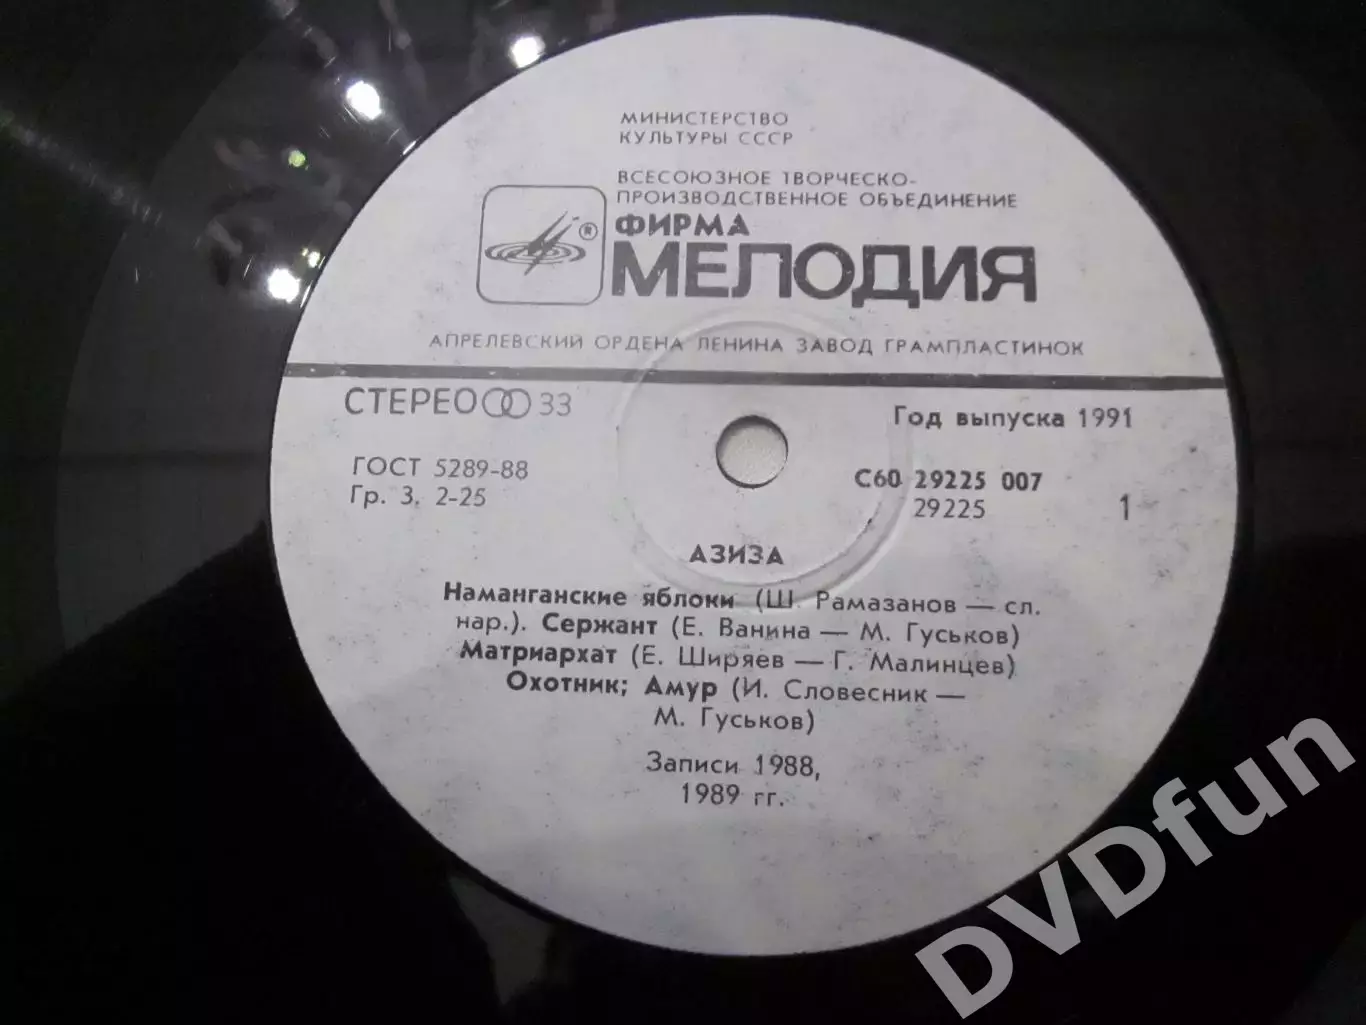 МИНИСТЕРСТВО
КУЛЬТУРЫ СССР
ВСЕСОЮЗНОЕ ТВОРЧЕСКО-
ПРОИЗВОДСТВЕННОЕ ОБЪЕДИНЕНИЕ
ФИРМА
® МЕЛОДИЯ
АПРЕЛЕВСКИЙ ОРДЕНА ЛЕНИНА ЗАВОД ГРАМПЛАСТИНОК
СТЕРЕО 33
Год выпуска 1991
ГОСТ 5289-88
Гр. 3. 2-25
С60 29225 007
29225
1
АЗИЗА
Наманганские яблоки (Ш. Рамазанов — сл.
нар.). Сержант (Е. Ванина — М. Гуськов)
Матриархат (Е. Ширяев — Г. Малинцев)
Охотник; Амур (И. Словесник —
М. Гуськов)
Записи 1988,
1989 гг.
DVDfun